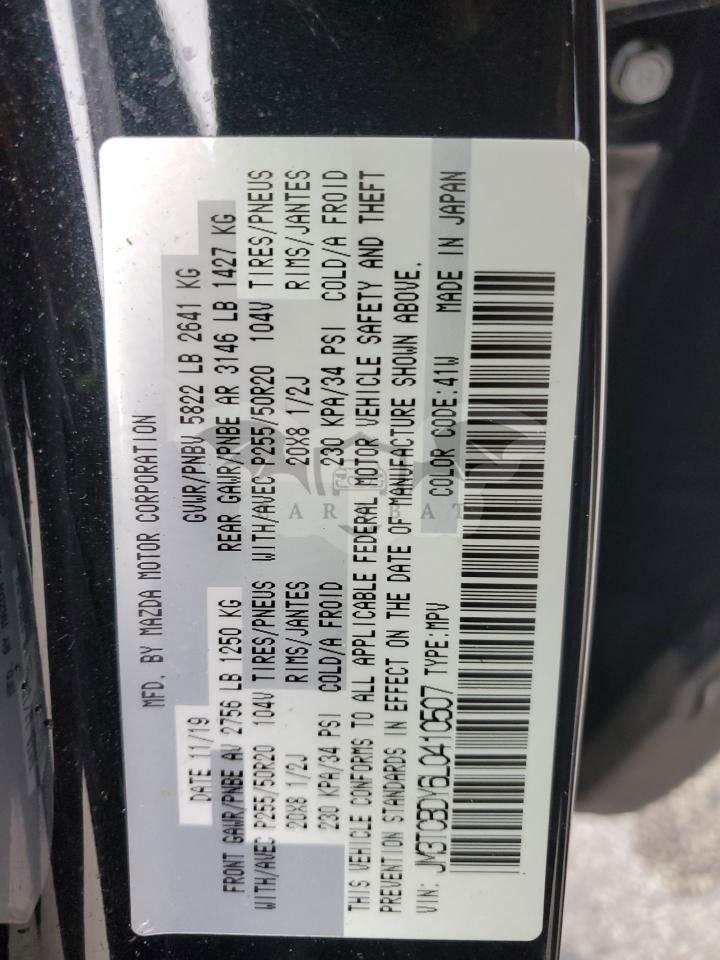 MFD. BY MAZDA MOTOR CORPORATION
DATE 11/19 GVWR/PNBV 5822 LB 2641 KG
FRONT GAWR/PNBE AV 2756 LB 1250 KG REAR GAWR/PNBE AR 3146 LB 1427 KG
WITH/AVEC P255/50R20 104V TIRES/PNEUS WITH/AVEC P255/50R20 104V TIRES/PNEUS
20X8 1/2J RIMS/JANTES 20X8 1/2J RIMS/JANTES
230 KPA/34 PSI COLD/A FROID 230 KPA/34 PSI COLD/A FROID
THIS VEHICLE CONFORMS TO ALL APPLICABLE FEDERAL MOTOR VEHICLE SAFETY AND THEFT
PREVENTION STANDARDS IN EFFECT ON THE DATE OF MANUFACTURE SHOWN ABOVE.
VIN: JM3TCBDY6L0410507 TYPE:MPV COLOR CODE:41W MADE IN JAPAN